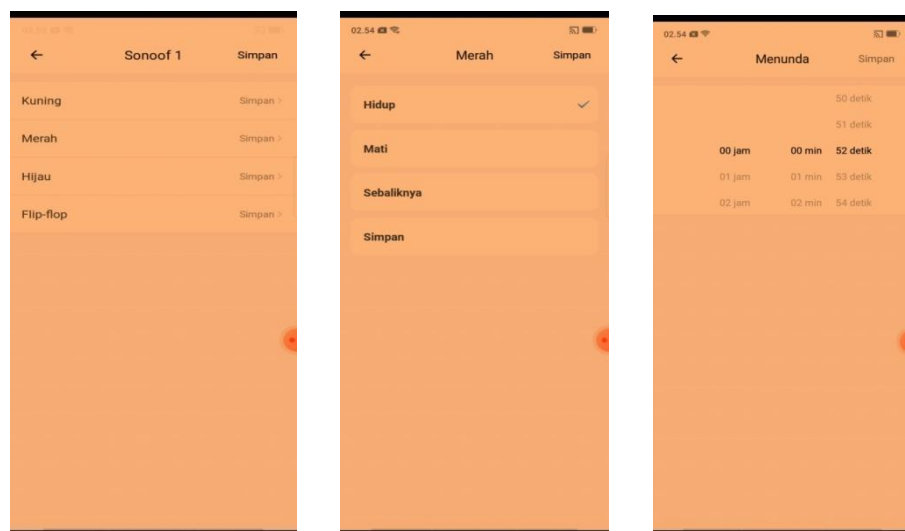 Sonoof 1
Simpan
Kuning
Simpan
Merah
Simpan
Hijau
Simpan
Flip-flop
Simpan
02.54
Merah
Simpan
Hidup
Mati
Sebaliknya
Simpan
02.54
Menunda
Simpan
50 detik
51 detik
00 jam 00 min 52 detik
01 jam 01 min 53 detik
02 jam 02 min 54 detik